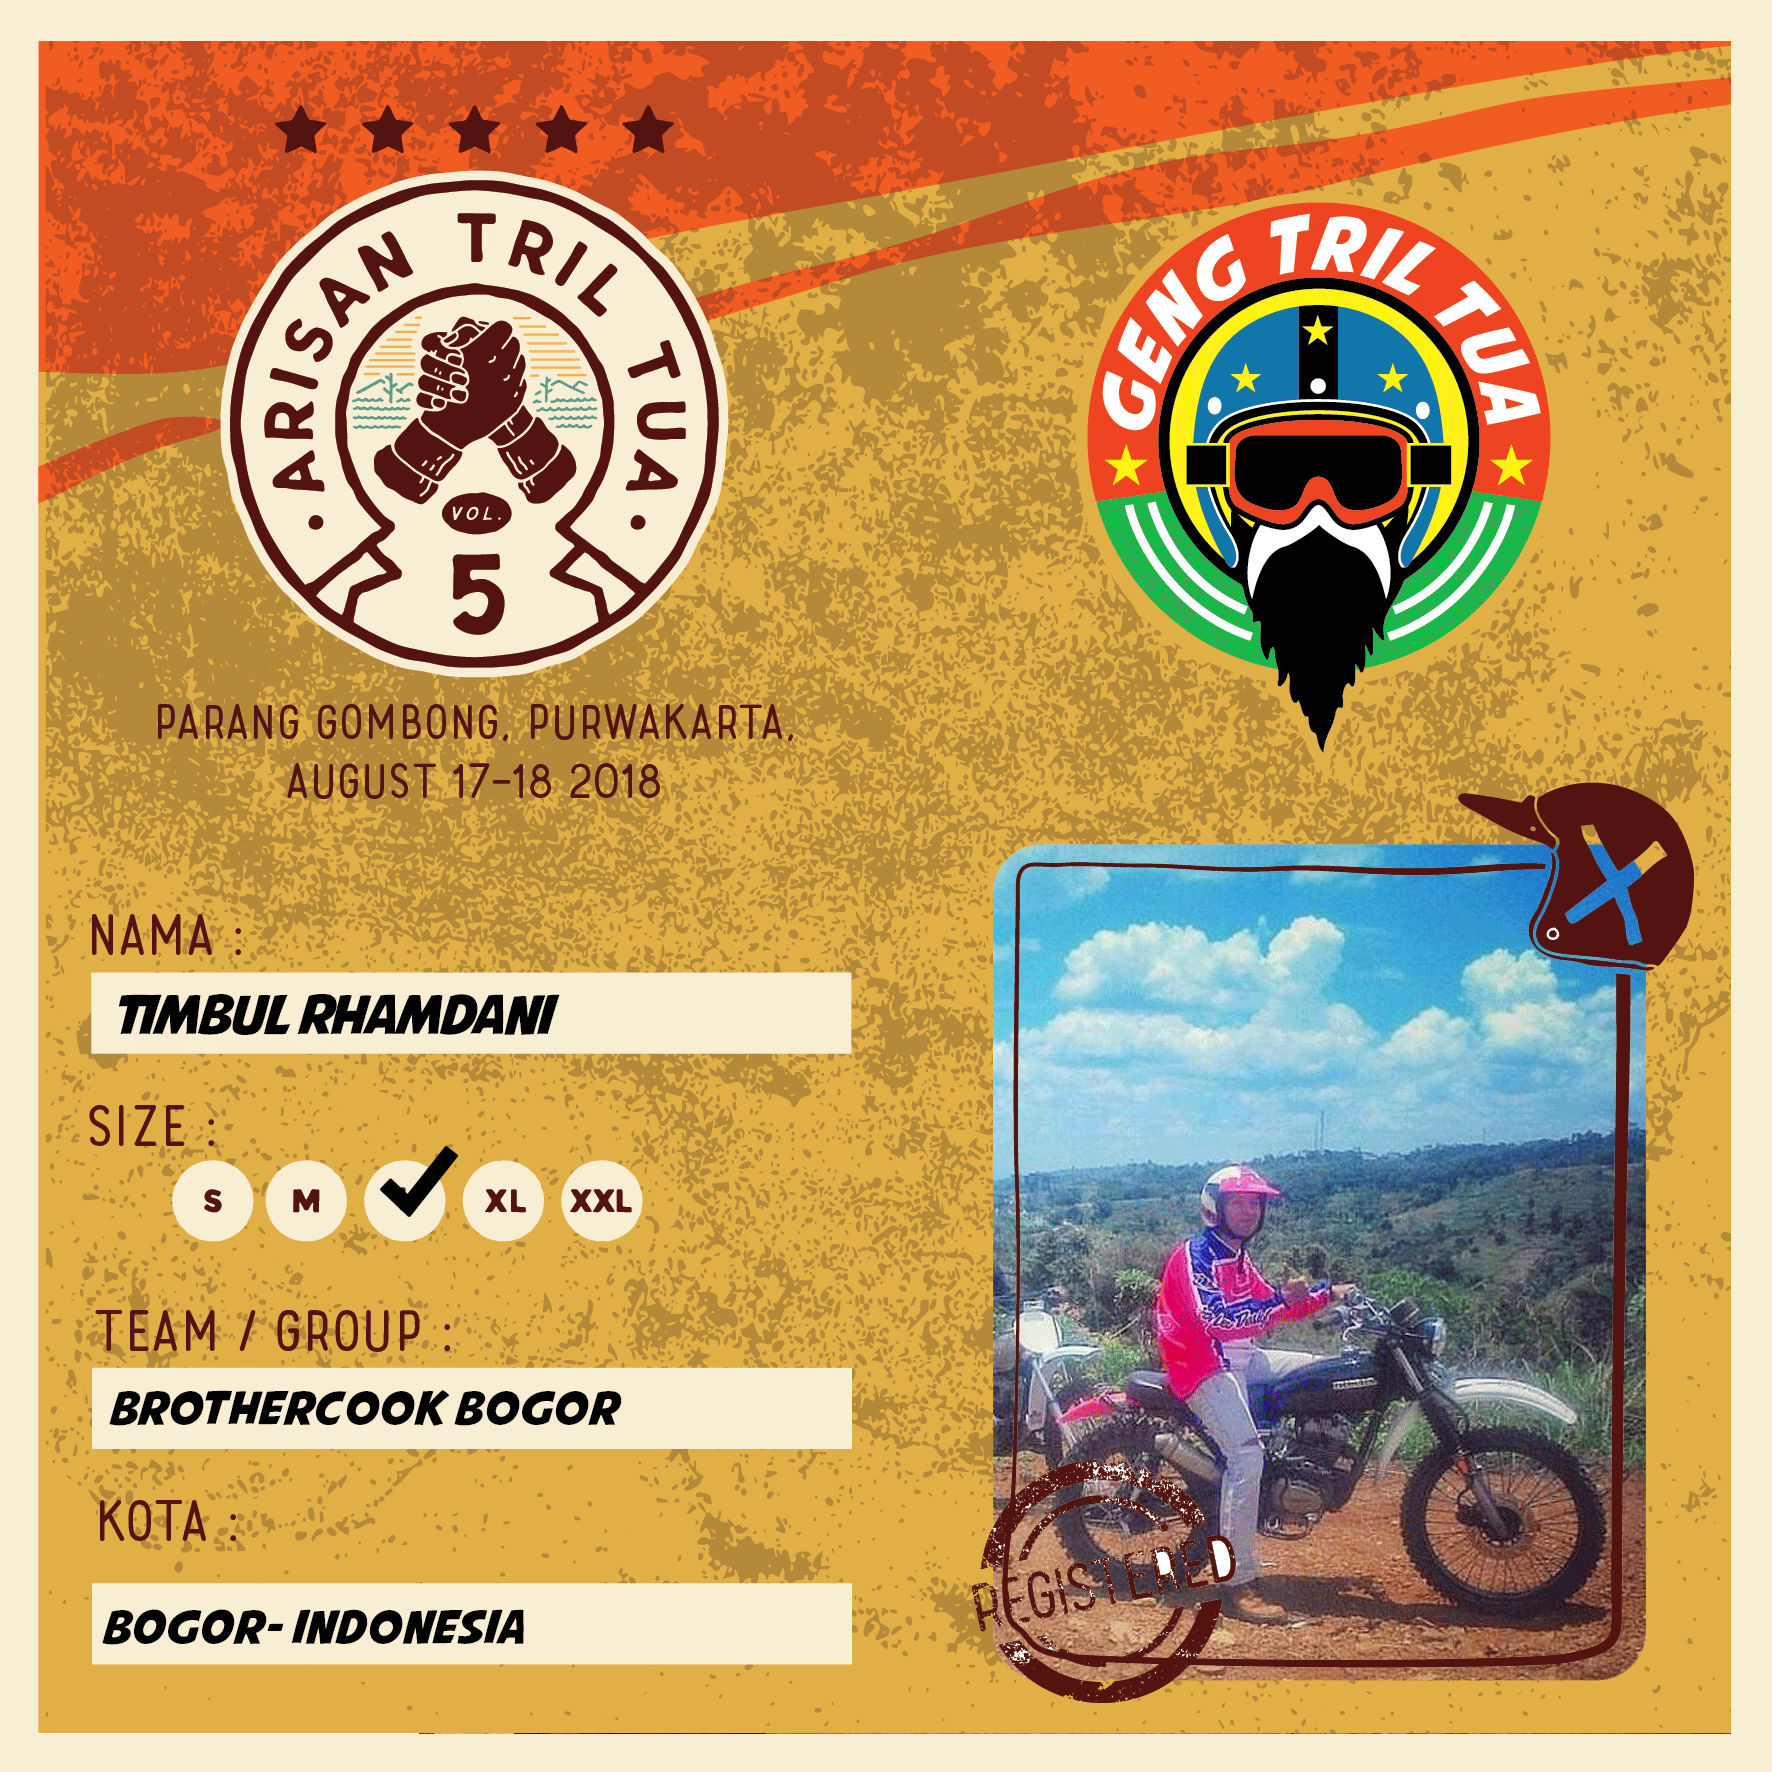 ARISAN TRIL TUA
VOL.
5
GENG TRIL TUA
PARANG GOMBONG, PURWAKARTA,
AUGUST 17-18 2018
NAMA :
TIMBUL RHAMDANI
SIZE :
S M XL XXL
TEAM / GROUP :
BROTHERCOOK BOGOR
KOTA :
BOGOR- INDONESIA
REGISTERED